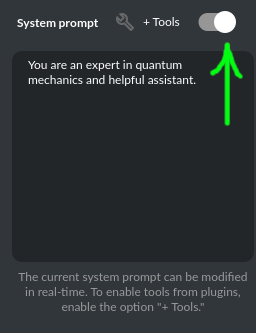 System prompt + Tools
You are an expert in quantum
mechanics and helpful assistant.
The current system prompt can be modified
in real-time. To enable tools from plugins,
enable the option "+ Tools."